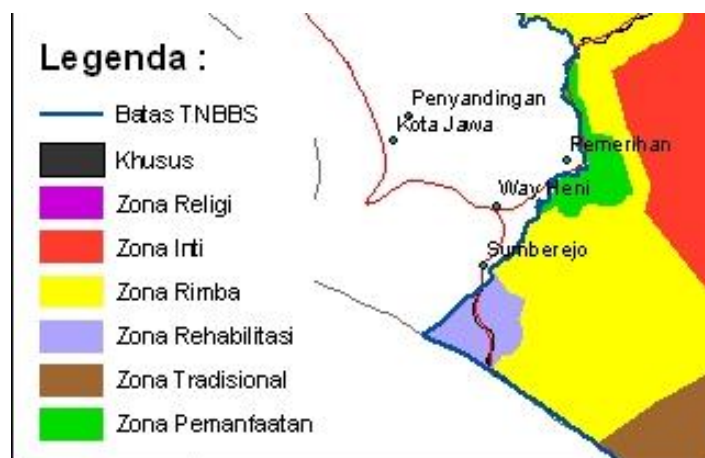 Legenda :
Batas TNBBS
Khusus
Zona Religi
Zona Inti
Zona Rimba
Zona Rehabilitasi
Zona Tradisional
Zona Pemanfaatan
Penyandingan
Kota Jawa
Pemerihan
Way Heni
Sumberejo